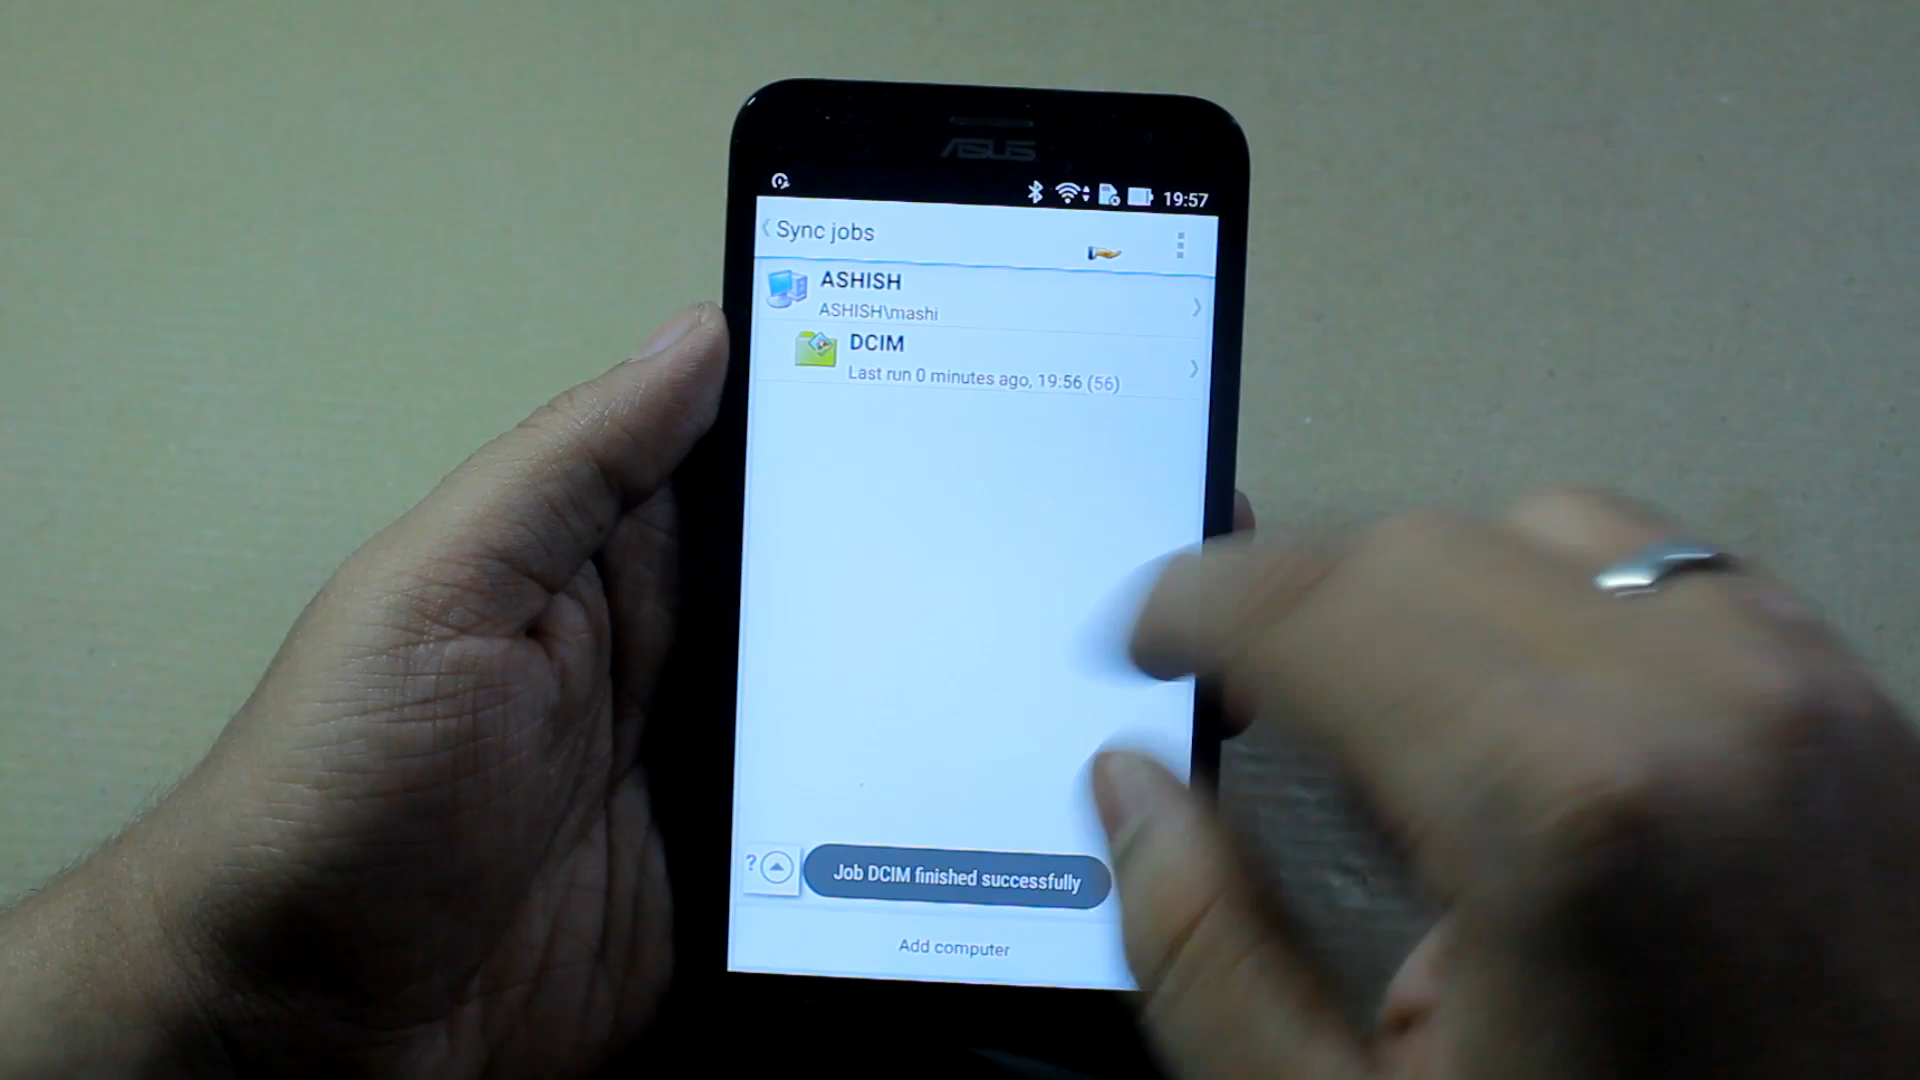 ASUS
19:57
Sync jobs
ASHISH
ASHISH\mashi
DCIM
Last run 0 minutes ago, 19:56 (56)
?
Job DCIM finished successfully
Add computer